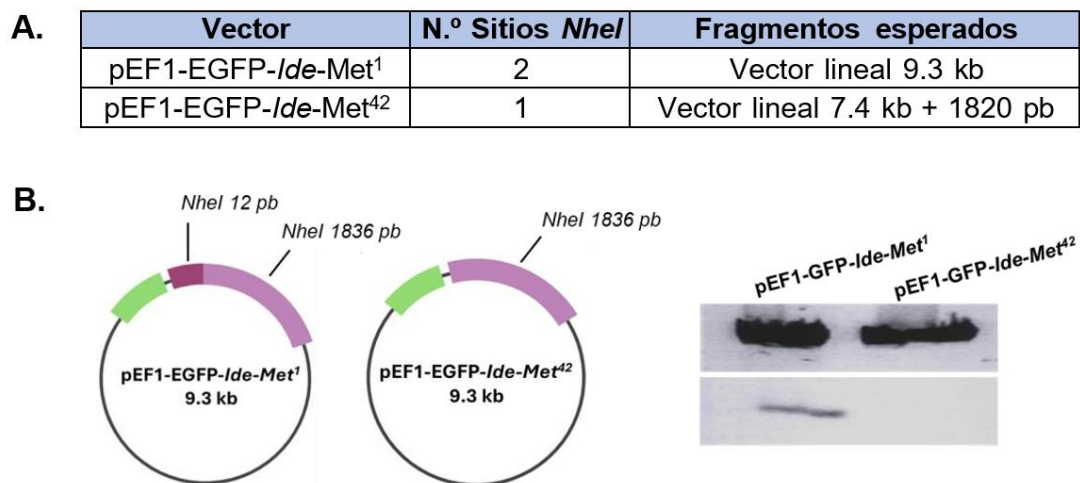 A.
Vector N.º Sitios NheI Fragmentos esperados
pEF1-EGFP-Ide-Met¹ 2 Vector lineal 9.3 kb
pEF1-EGFP-Ide-Met⁴² 1 Vector lineal 7.4 kb + 1820 pb
B.
NheI 12 pb
NheI 1836 pb
pEF1-EGFP-Ide-Met¹
9.3 kb
NheI 1836 pb
pEF1-EGFP-Ide-Met⁴²
9.3 kb
pEF1-GFP-Ide-Met¹
pEF1-GFP-Ide-Met⁴²